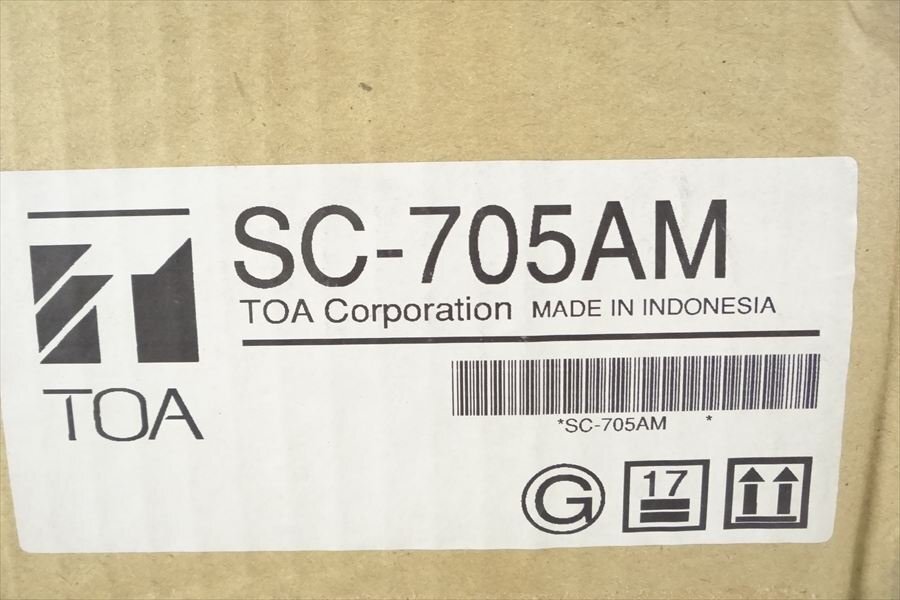 SC-705AM
TOA Corporation MADE IN INDONESIA
TOA
*SC-705AM *
G
17